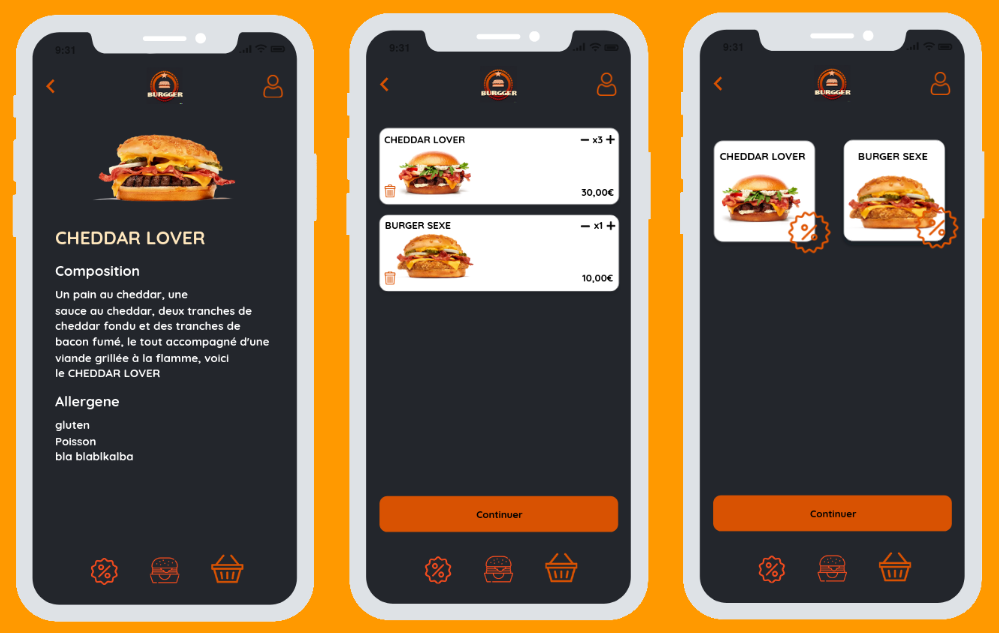 9:31
BURGGER
CHEDDAR LOVER
Composition
Un pain au cheddar, une
sauce au cheddar, deux tranches de
cheddar fondu et des tranches de
bacon fumé, le tout accompagné d'une
viande grillée à la flamme, voici
le CHEDDAR LOVER
Allergene
gluten
Poisson
bla blablkalba
9:31
BURGGER
CHEDDAR LOVER
x3
30,00€
BURGER SEXE
x1
10,00€
Continuer
9:31
BURGGER
CHEDDAR LOVER
BURGER SEXE
Continuer